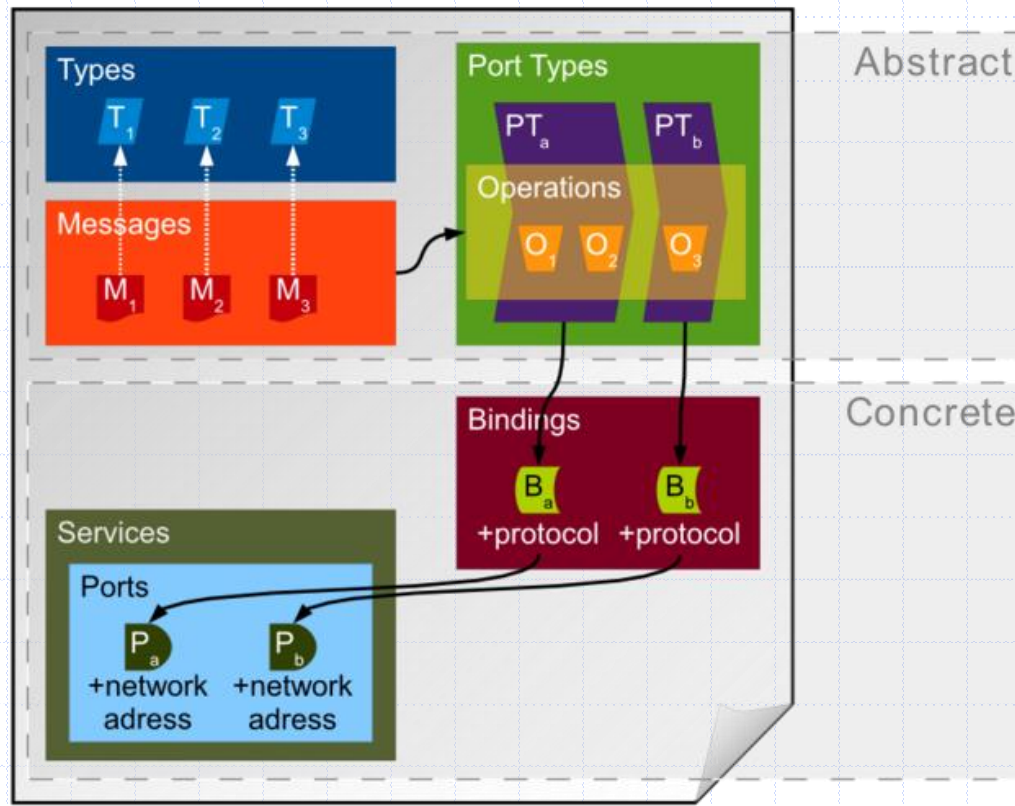 Abstract
Types
T1 T2 T3
Messages
M1 M2 M3
Port Types
PTa PTb
Operations
O1 O2 O3
Concrete
Bindings
Ba Bb
+protocol +protocol
Services
Ports
Pa Pb
+network +network
adress adress